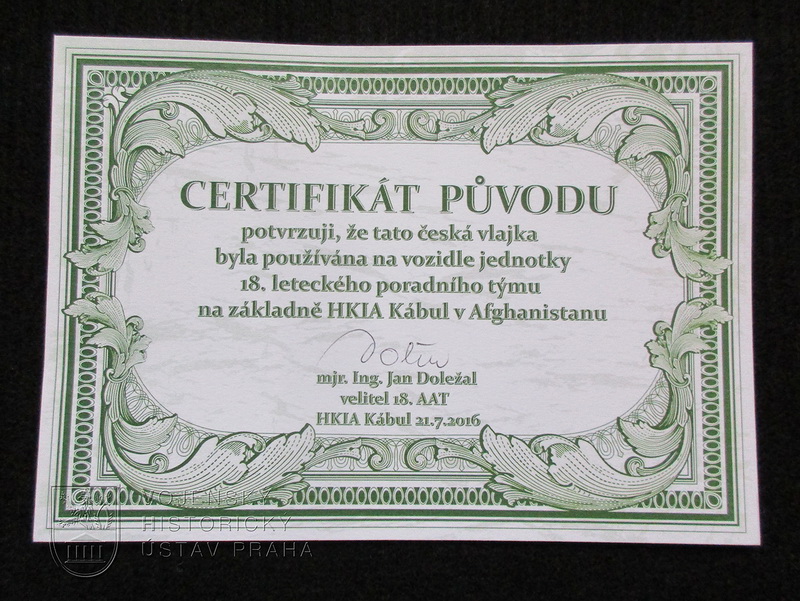 CERTIFIKÁT PŮVODU
potvrzuji, že tato česká vlajka
byla používána na vozidle jednotky
18. leteckého poradního týmu
na základně HKIA Kábul v Afghanistanu
mjr. Ing. Jan Doležal
velitel 18. AAT
HKIA Kábul 21.7.2016
VOJENSKÝ
HISTORICKÝ
ÚSTAV PRAHA